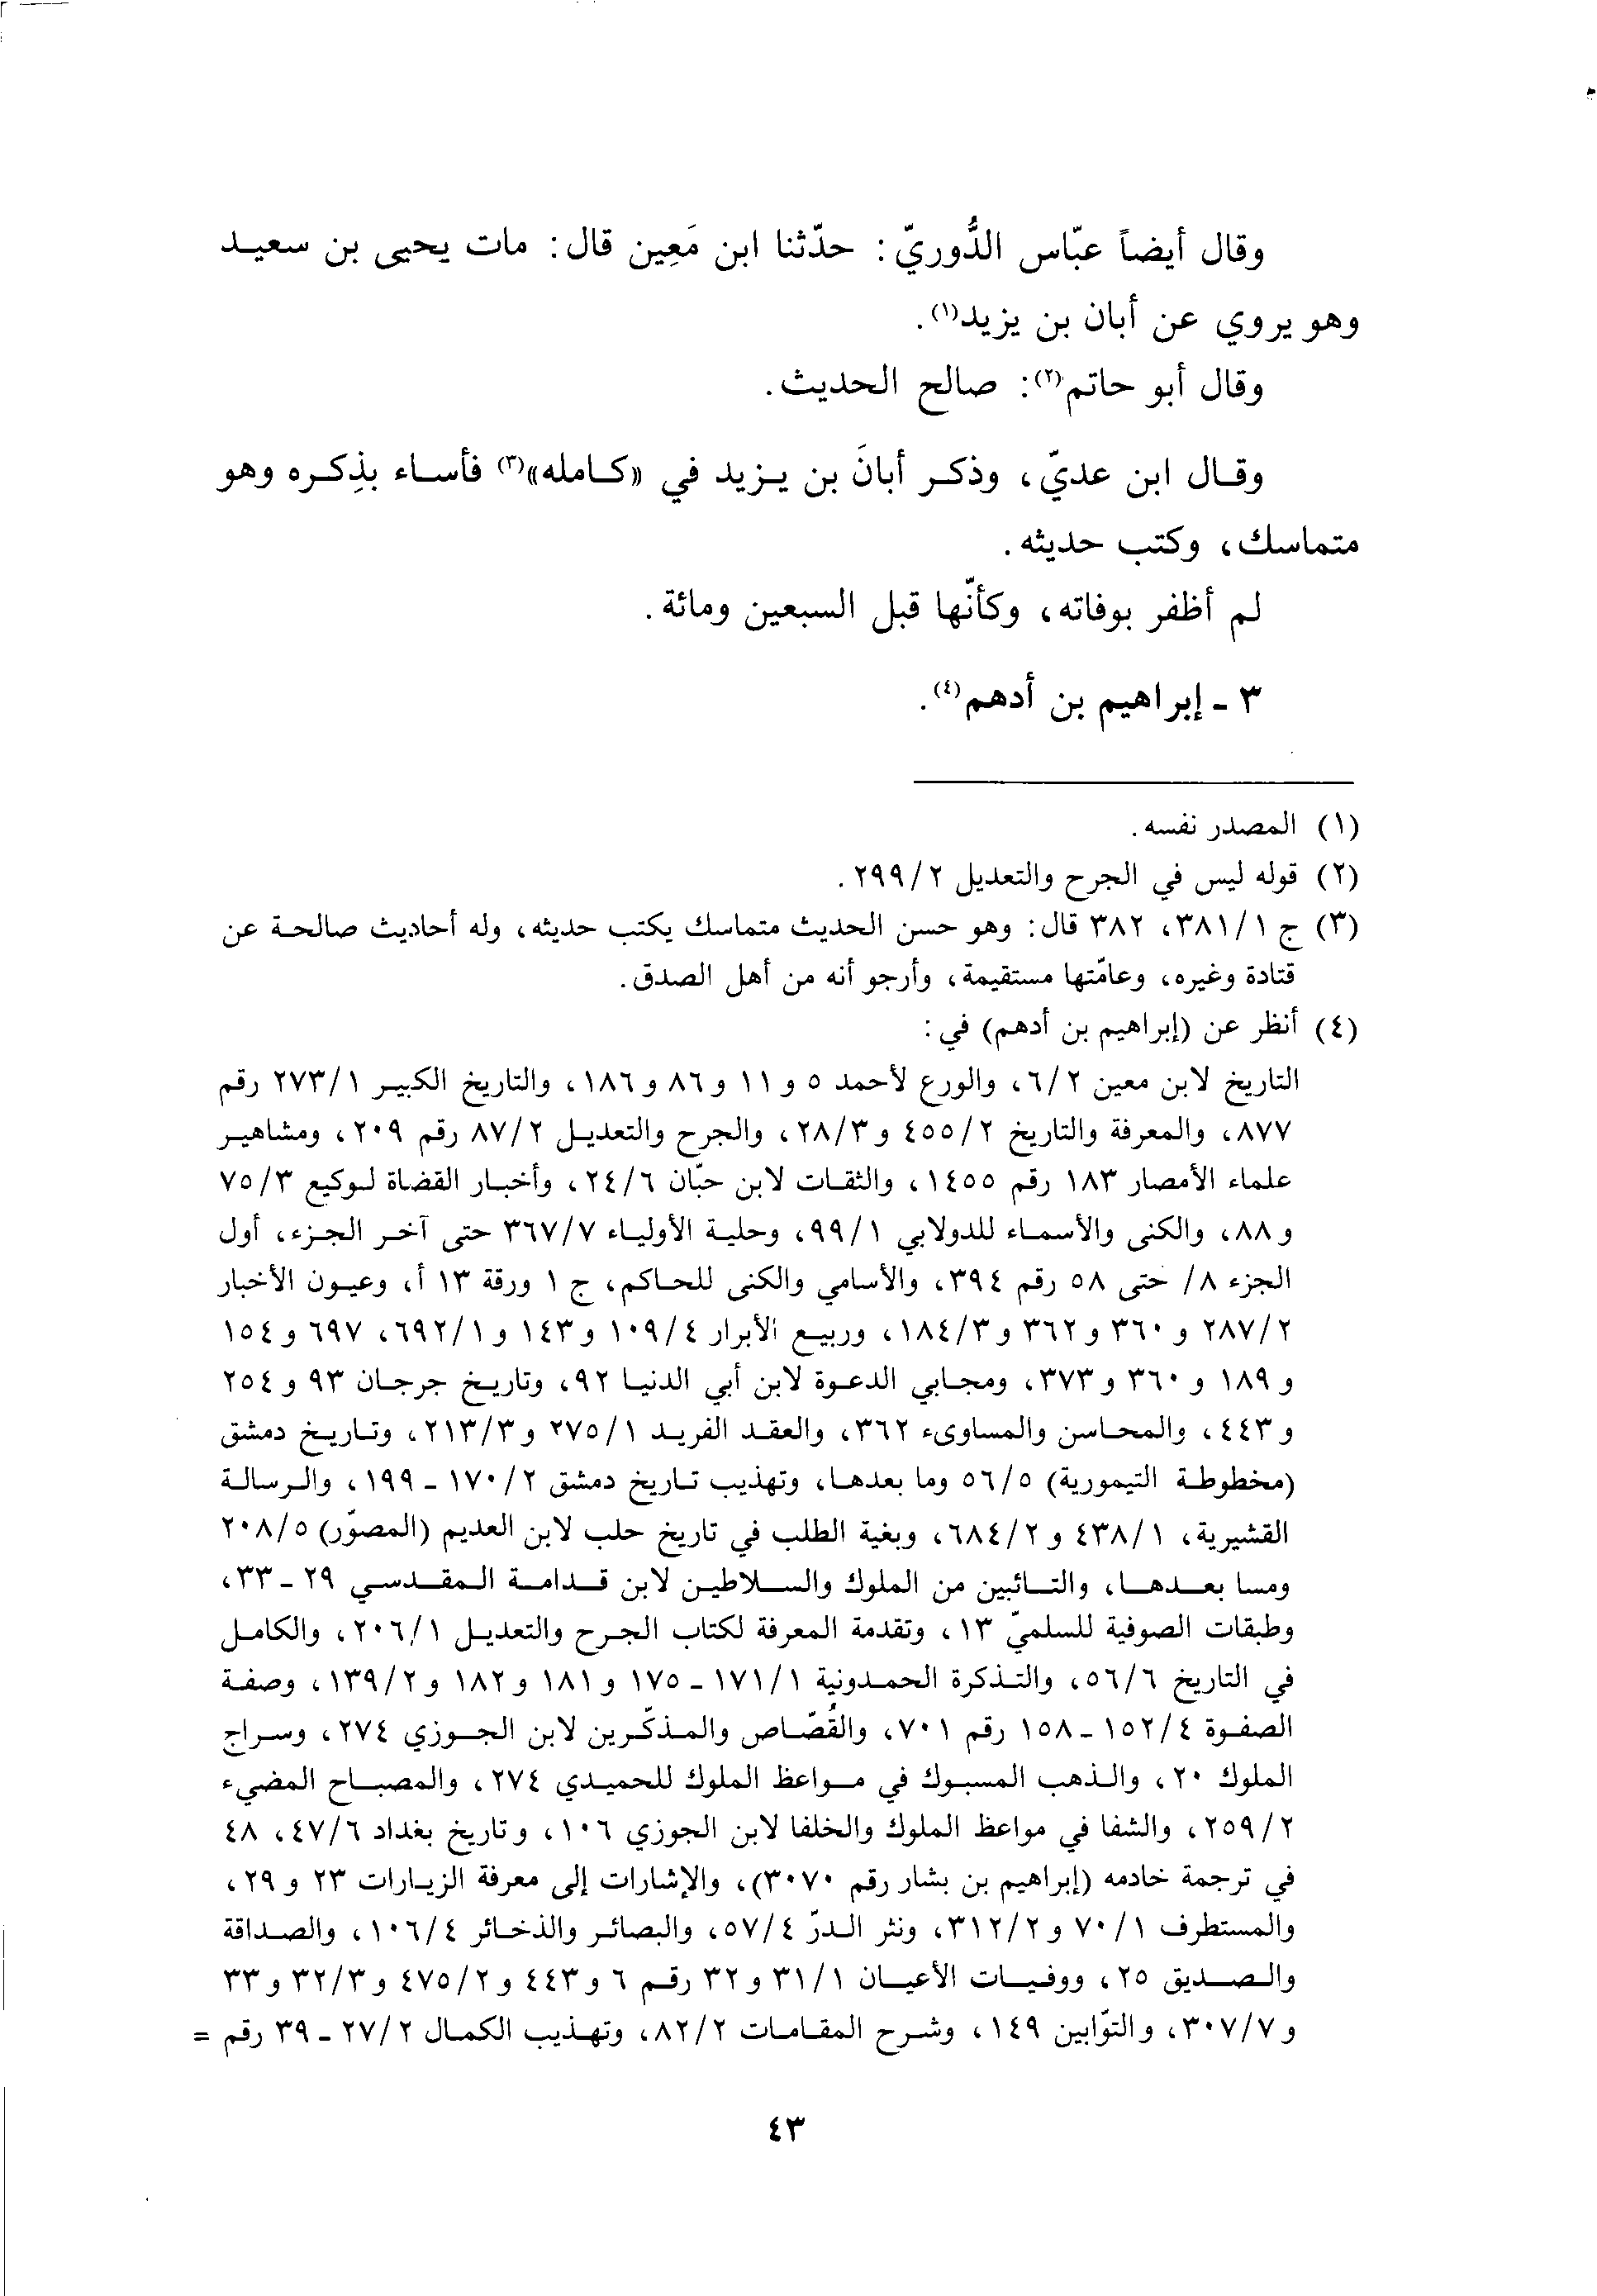 وقال أيضاً عبّاس الدُّوريّ: حدّثنا ابن مَعِين قال: مات يحيى بن سعيد
وهو يروي عن أبان بن يزيد(١).
وقال أبو حاتم(٢): صالح الحديث.
وقال ابن عديّ، وذكر أبانَ بن يزيد في «كامله»(٣) فأساء بذِكره وهو
متماسك، وكتب حديثه.
لم أظفر بوفاته، وكأنّها قبل السبعين ومائة.
٣ - إبراهيم بن أدهم(٤).
(١) المصدر نفسه.
(٢) قوله ليس في الجرح والتعديل ٢/٢٩٩.
(٣) ج ١/٣٨١، ٣٨٢ قال: وهو حسن الحديث متماسك يكتب حديثه، وله أحاديث صالحة عن
قتادة وغيره، وعامّتها مستقيمة، وأرجو أنه من أهل الصدق.
(٤) أنظر عن (إبراهيم بن أدهم) في:
التاريخ لابن معين ٢/٦، والورع لأحمد ٥ و ١١ و ٨٦ و ١٨٦، والتاريخ الكبير ١/٢٧٣ رقم
٨٧٧، والمعرفة والتاريخ ٢/٤٥٥ و ٣/٢٨، والجرح والتعديل ٢/٨٧ رقم ٢٠٩، ومشاهير
علماء الأمصار ١٨٣ رقم ١٤٥٥، والثقات لابن حبّان ٦/٢٤، وأخبار القضاة لوكيع ٣/٧٥
و ٨٨، والكنى والأسماء للدولابي ١/٩٩، وحلية الأولياء ٧/٣٦٧ حتى آخر الجزء، أول
الجزء ٨/ حتى ٥٨ رقم ٣٩٤، والأسامي والكنى للحاكم، ج ١ ورقة ١٣ أ، وعيون الأخبار
٢/٢٨٧ و ٣٦٠ و ٣٦٢ و ٣/١٨٤، وربيع الأبرار ٤/١٠٩ و ١٤٣ و ١/٦٩٢، ٦٩٧ و ١٥٤
و ١٨٩ و ٣٦٠ و ٣٧٣، ومجابي الدعوة لابن أبي الدنيا ٩٢، وتاريخ جرجان ٩٣ و ٢٥٤
و ٤٤٣، والمحاسن والمساوىء ٣٦٢، والعقد الفريد ١/٢٧٥ و ٣/٢١٣، وتاريخ دمشق
(مخطوطة التيمورية) ٥/٥٦ وما بعدها، وتهذيب تاريخ دمشق ٢/١٧٠ - ١٩٩، والرسالة
القشيرية، ١/٤٣٨ و ٢/٦٨٤، وبغية الطلب في تاريخ حلب لابن العديم (المصوّر) ٥/٢٠٨
ومسا بعدها، والتائبين من الملوك والسلاطين لابن قدامة المقدسي ٢٩ - ٣٣،
وطبقات الصوفية للسلميّ ١٣، وتقدمة المعرفة لكتاب الجرح والتعديل ١/٢٠٦، والكامل
في التاريخ ٦/٥٦، والتذكرة الحمدونية ١/١٧١ - ١٧٥ و ١٨١ و ١٨٢ و ٢/١٣٩، وصفة
الصفوة ٤/١٥٢ - ١٥٨ رقم ٧٠١، والقُصّاص والمذكّرين لابن الجوزي ٢٧٤، وسراج
الملوك ٢٠، والذهب المسبوك في مواعظ الملوك للحميدي ٢٧٤، والمصباح المضيء
٢/٢٥٩، والشفا في مواعظ الملوك والخلفا لابن الجوزي ١٠٦، وتاريخ بغداد ٦/٤٧، ٤٨
في ترجمة خادمه (إبراهيم بن بشار رقم ٣٠٧٠)، والإشارات إلى معرفة الزيارات ٢٣ و ٢٩،
والمستطرف ١/٧٠ و ٢/٣١٢، ونثر الدرّ ٤/٥٧، والبصائر والذخائر ٤/١٠٦، والصداقة
والصديق ٢٥، ووفيات الأعيان ١/٣١ و ٣٢ رقم ٦ و ٤٤٣ و ٢/٤٧٥ و ٣/٣٢ و ٣٣
و ٧/٣٠٧، والتوّابين ١٤٩، وشرح المقامات ٢/٨٢، وتهذيب الكمال ٢/٢٧ - ٣٩ رقم =
٤٣